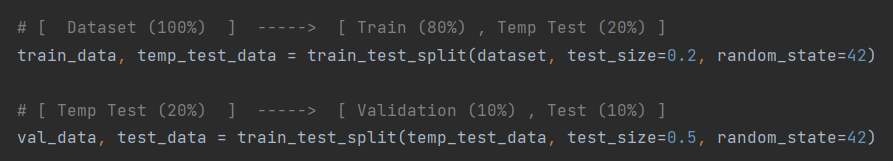 # [  Dataset (100%)  ]  ----->  [ Train (80%) , Temp Test (20%) ]
train_data, temp_test_data = train_test_split(dataset, test_size=0.2, random_state=42)
# [ Temp Test (20%)  ]  ----->  [ Validation (10%) , Test (10%) ]
val_data, test_data = train_test_split(temp_test_data, test_size=0.5, random_state=42)